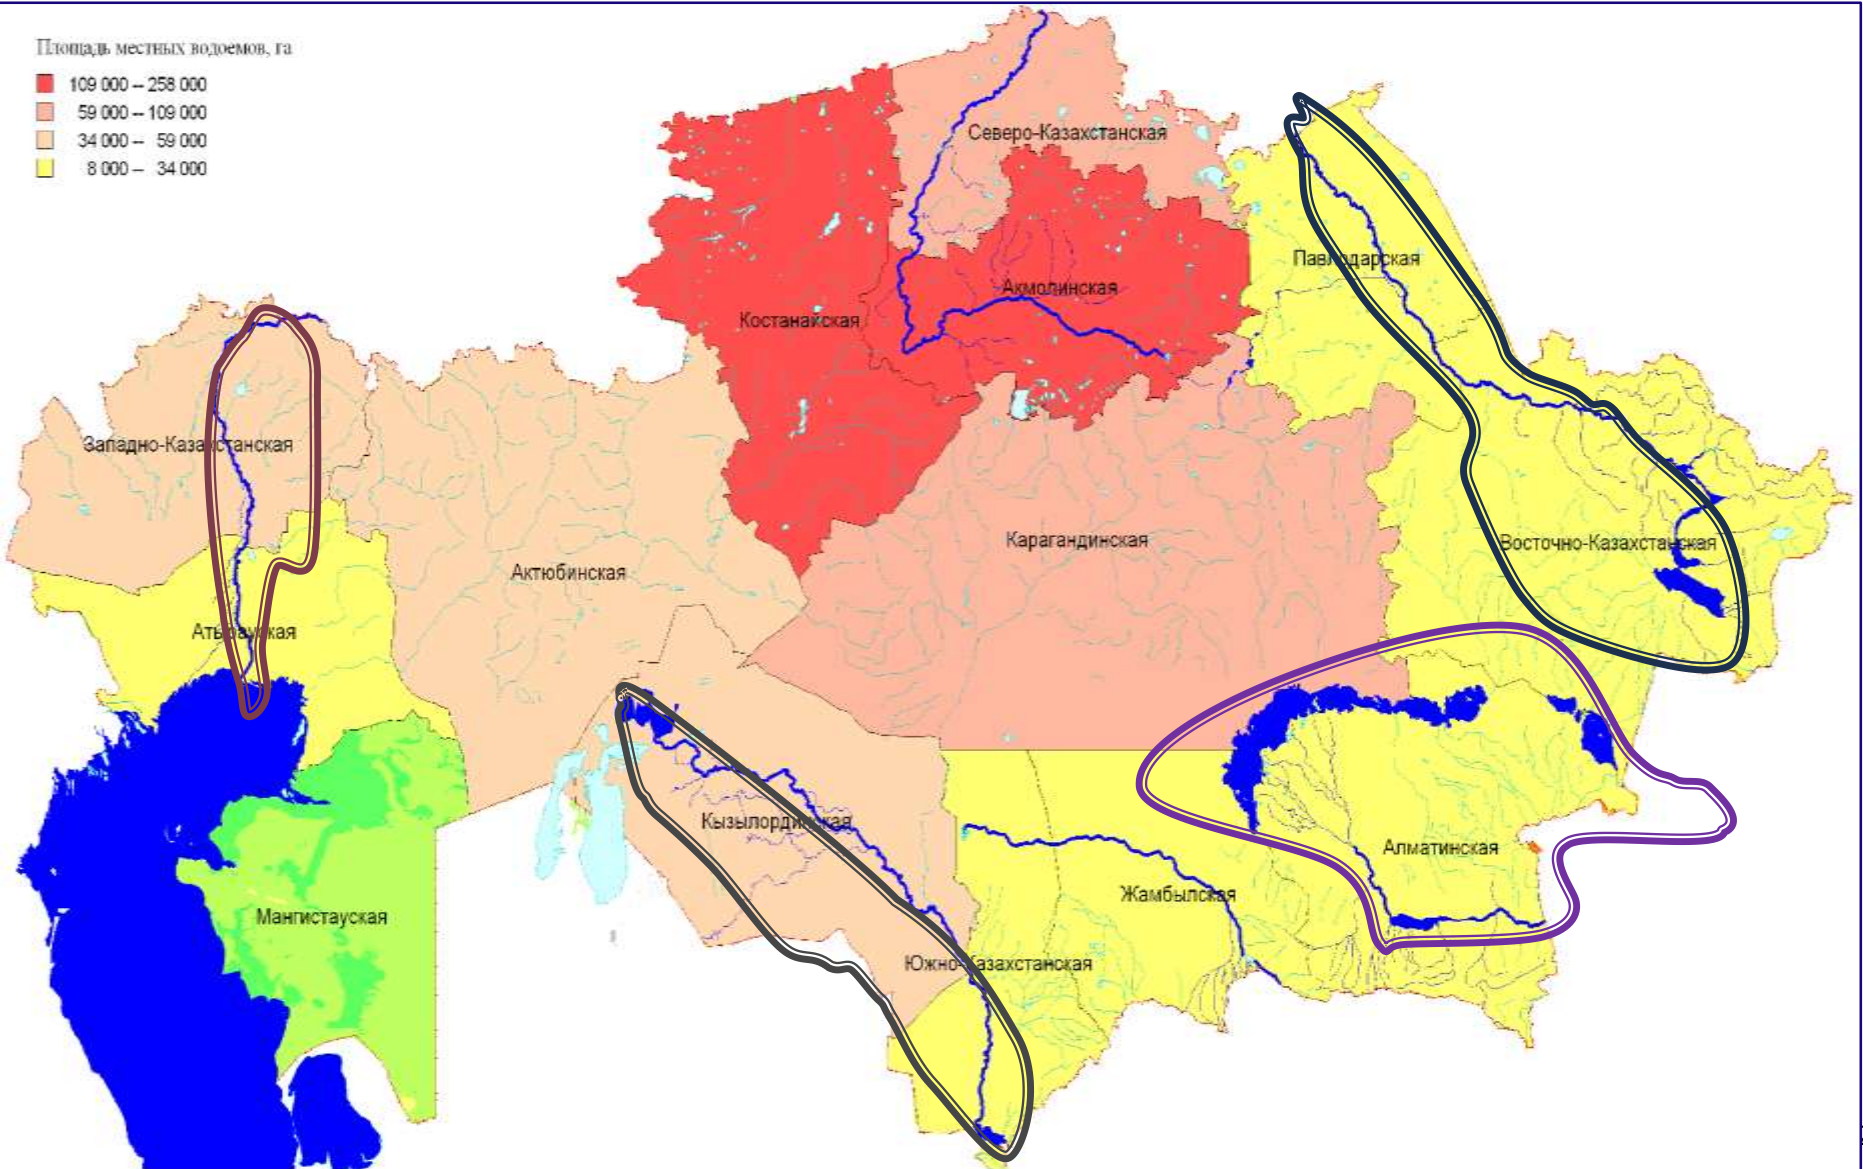 Площадь местных водоемов, га
109 000 – 258 000
59 000 – 109 000
34 000 – 59 000
8 000 – 34 000
Северо-Казахстанская
Павлодарская
Акмолинская
Костанайская
Западно-Казахстанская
Карагандинская
Восточно-Казахстанская
Актюбинская
Атырауская
Кызылординская
Алматинская
Жамбылская
Мангистауская
Южно-Казахстанская